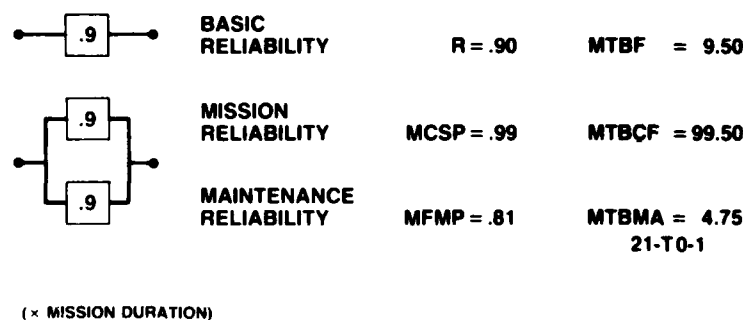 .9 BASIC
RELIABILITY R = .90 MTBF = 9.50
.9 MISSION
RELIABILITY MCSP = .99 MTBCF = 99.50
.9 MAINTENANCE
RELIABILITY MFMP = .81 MTBMA = 4.75
21-TO-1
(× MISSION DURATION)